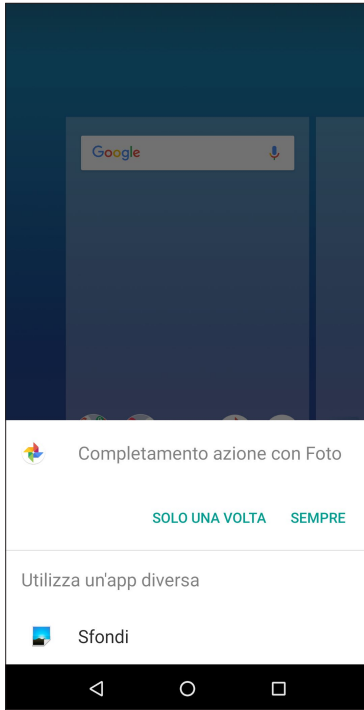 Google
Completamento azione con Foto
SOLO UNA VOLTA SEMPRE
Utilizza un'app diversa
Sfondi